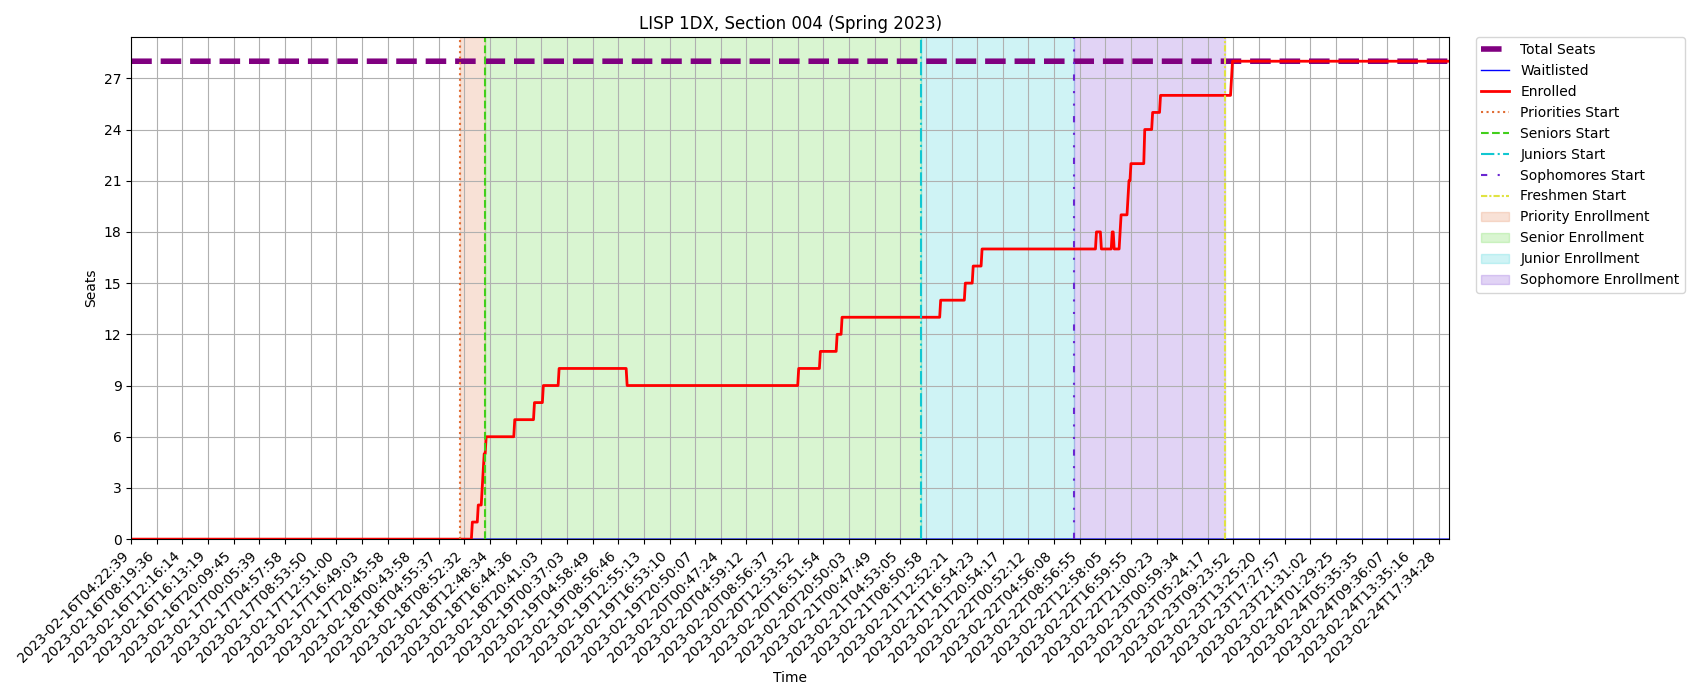 LISP 1DX, Section 004 (Spring 2023)
Total Seats
Waitlisted
Enrolled
Priorities Start
Seniors Start
Juniors Start
Sophomores Start
Freshmen Start
Priority Enrollment
Senior Enrollment
Junior Enrollment
Sophomore Enrollment
Seats
27
24
21
18
15
12
9
6
3
0
2023-02-16T04:22:39
2023-02-16T08:19:36
2023-02-16T12:16:14
2023-02-16T16:13:19
2023-02-16T20:09:45
2023-02-17T00:05:39
2023-02-17T04:57:58
2023-02-17T08:53:50
2023-02-17T12:51:00
2023-02-17T16:49:03
2023-02-17T20:45:58
2023-02-18T00:43:58
2023-02-18T04:55:37
2023-02-18T08:52:32
2023-02-18T12:48:34
2023-02-18T16:44:36
2023-02-18T20:41:03
2023-02-19T00:37:03
2023-02-19T04:58:49
2023-02-19T08:56:46
2023-02-19T12:55:13
2023-02-19T16:53:10
2023-02-19T20:50:07
2023-02-20T00:47:24
2023-02-20T04:59:12
2023-02-20T08:56:37
2023-02-20T12:53:52
2023-02-20T16:51:54
2023-02-20T20:50:03
2023-02-21T00:47:49
2023-02-21T04:53:05
2023-02-21T08:50:58
2023-02-21T12:52:21
2023-02-21T16:54:23
2023-02-21T20:54:17
2023-02-22T00:52:12
2023-02-22T04:56:08
2023-02-22T08:56:55
2023-02-22T12:58:05
2023-02-22T16:59:55
2023-02-22T21:00:23
2023-02-23T00:59:34
2023-02-23T05:24:17
2023-02-23T09:23:52
2023-02-23T13:25:20
2023-02-23T17:27:57
2023-02-23T21:31:02
2023-02-24T01:29:25
2023-02-24T05:35:35
2023-02-24T09:36:07
2023-02-24T13:35:16
2023-02-24T17:34:28
Time